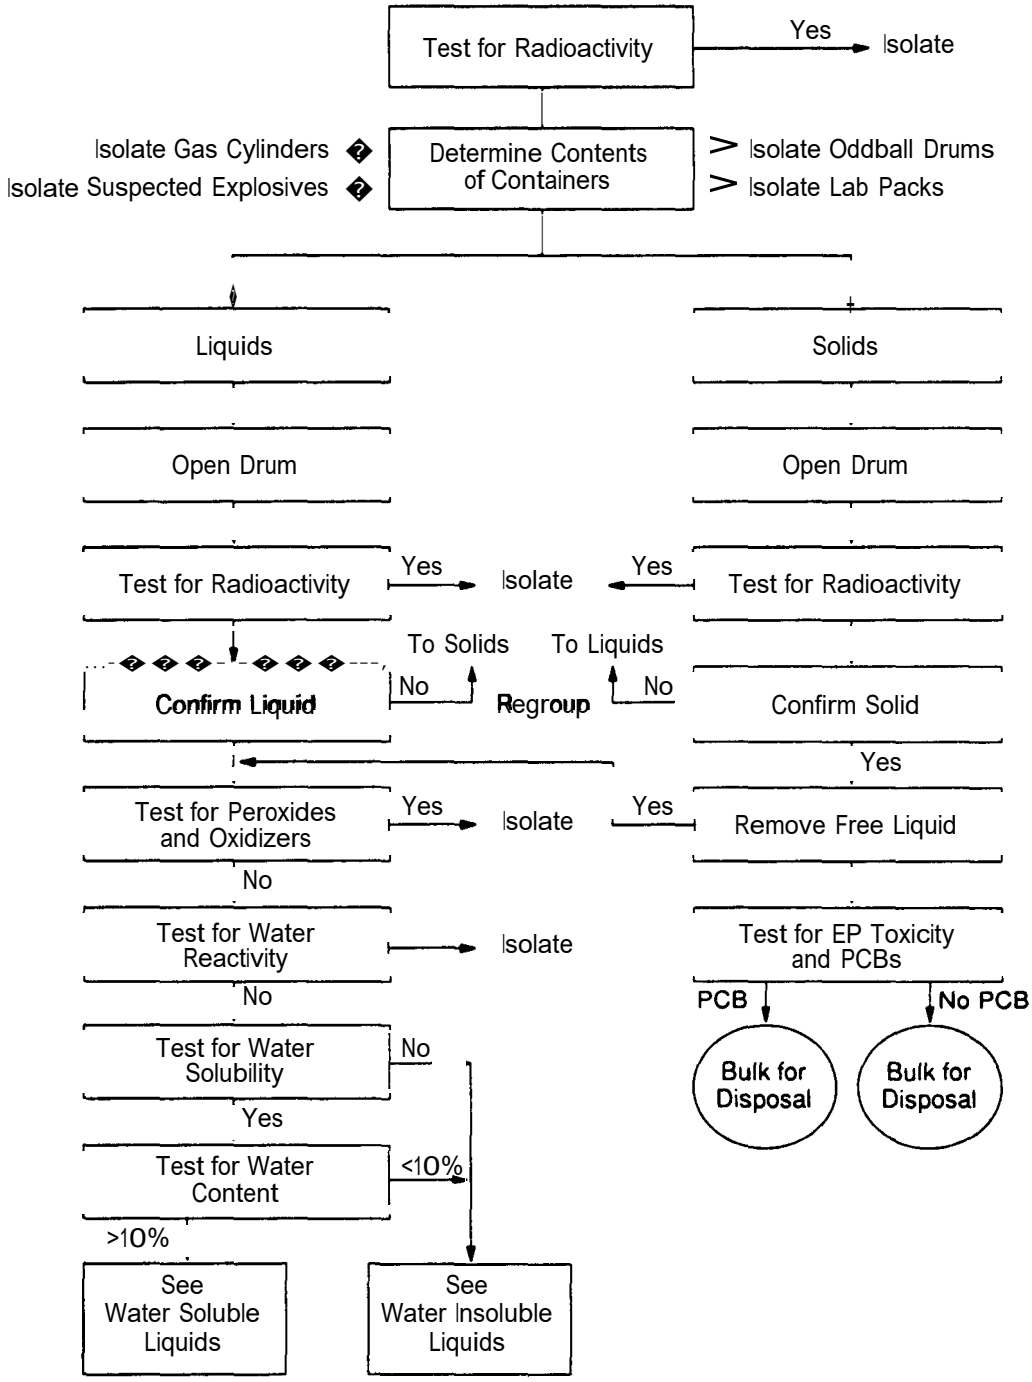 Test for Radioactivity
Yes
Isolate
Isolate Gas Cylinders �
Isolate Suspected Explosives �
Determine Contents
of Containers
> Isolate Oddball Drums
> Isolate Lab Packs
Liquids
Solids
Open Drum
Open Drum
Test for Radioactivity
Yes
Isolate
Yes
Test for Radioactivity
To Solids
To Liquids
� � � � � �
Confirm Liquid
No
Regroup
No
Confirm Solid
Yes
Test for Peroxides
and Oxidizers
Yes
Isolate
Yes
Remove Free Liquid
No
Test for Water
Reactivity
Isolate
Test for EP Toxicity
and PCBs
No
PCB
No PCB
Test for Water
Solubility
No
Bulk for
Disposal
Bulk for
Disposal
Yes
Test for Water
Content
<10%
>10%
See
Water Soluble
Liquids
See
Water Insoluble
Liquids